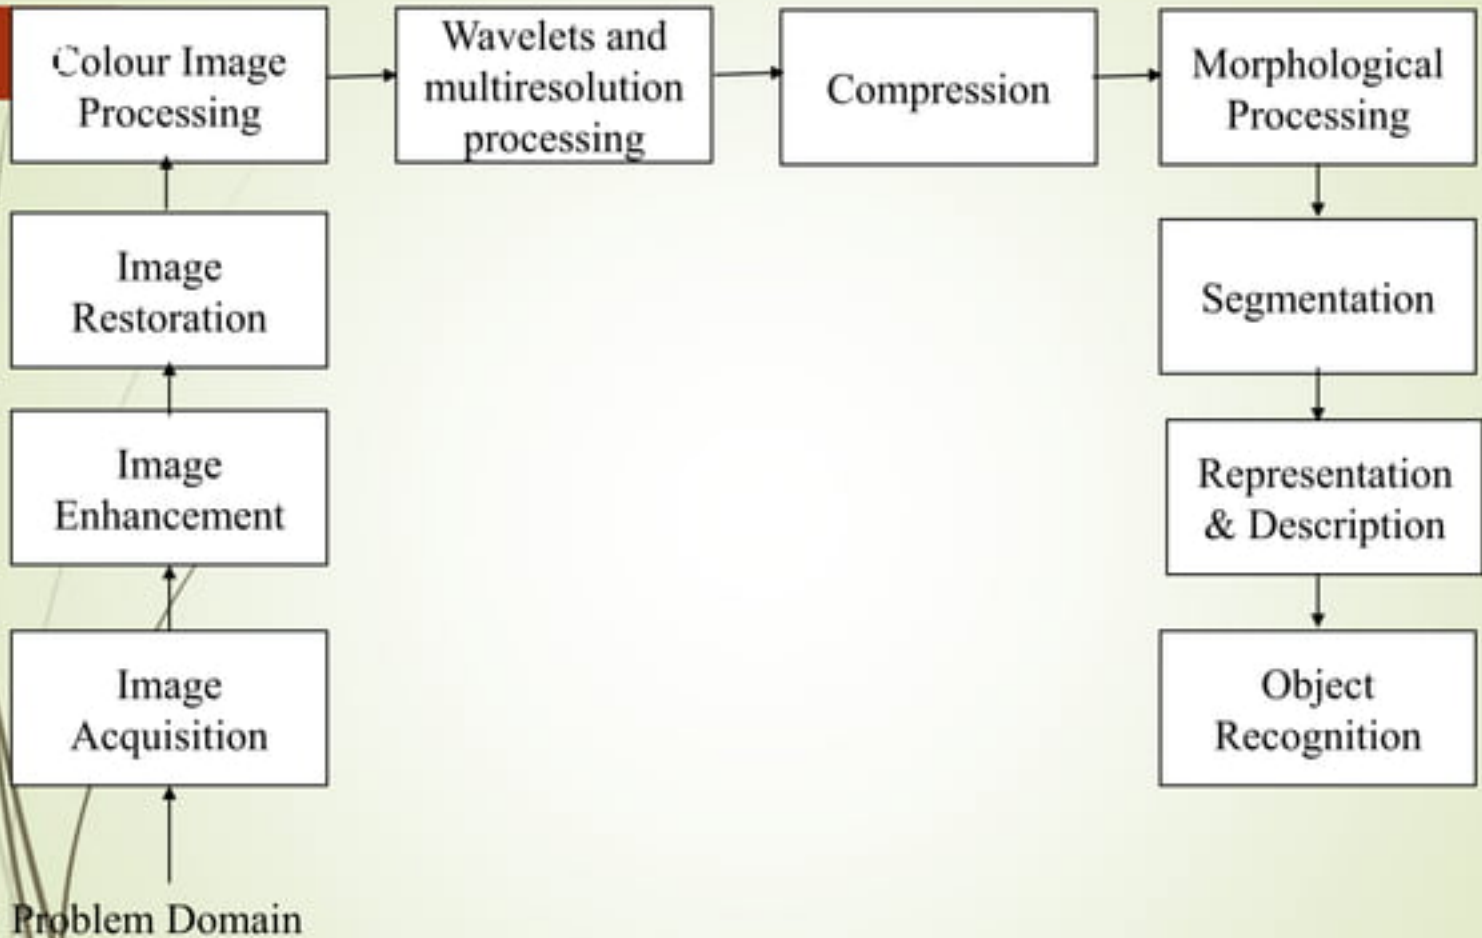 Colour Image
Processing
Wavelets and
multiresolution
processing
Compression
Morphological
Processing
Image
Restoration
Segmentation
Image
Enhancement
Representation
& Description
Image
Acquisition
Object
Recognition
Problem Domain